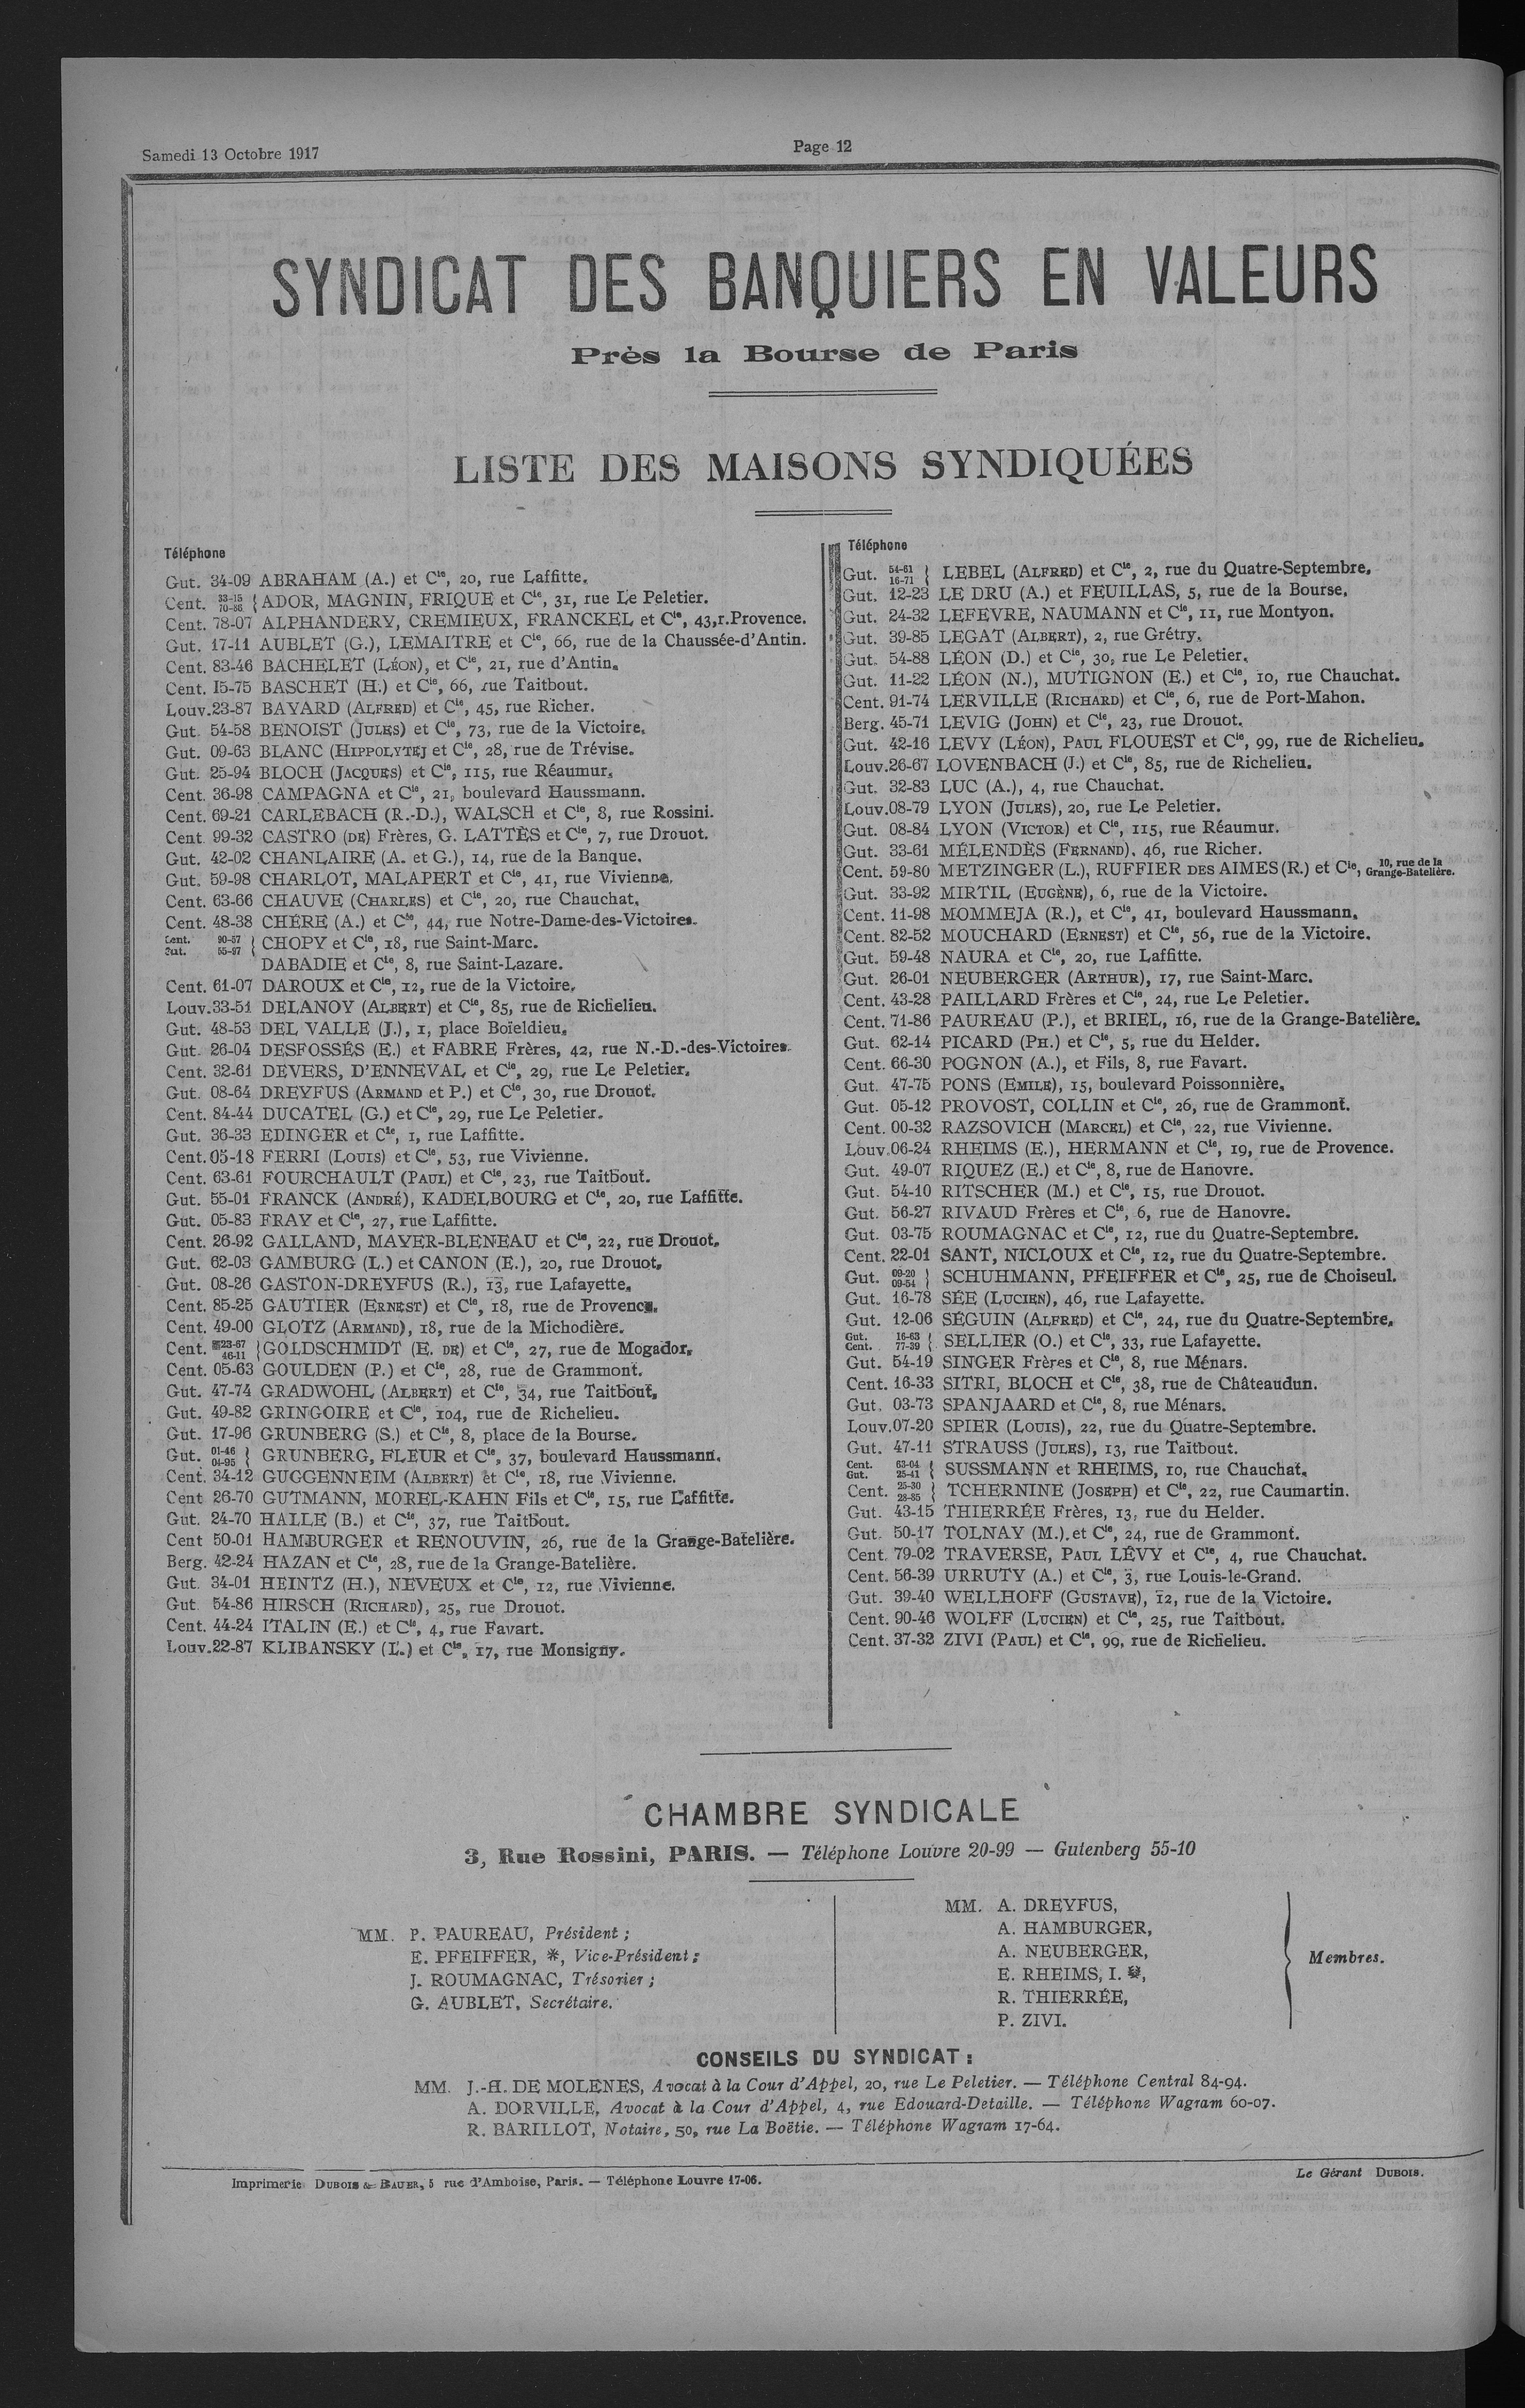 Samedi 13 Octobre 1917
Page 12
SYNDICAT DES BANQUIERS EN VALEURS
Près la Bourse de Paris
LISTE DES MAISONS SYNDIQUÉES
Téléphone
Gut. 34-09 ABRAHAM (A.) et Cie, 20, rue Laffitte.
Cent. 33-15 70-86 { ADOR, MAGNIN, FRIQUE et Cie, 31, rue Le Peletier.
Cent. 78-07 ALPHANDERY, CREMIEUX, FRANCKEL et Cie, 43, r. Provence.
Gut. 17-11 AUBLET (G.), LEMAITRE et Cie, 66, rue de la Chaussée-d'Antin.
Cent. 83-46 BACHELET (LÉON), et Cie, 21, rue d'Antin.
Cent. 15-75 BASCHET (H.) et Cie, 66, rue Taitbout.
Louv. 23-87 BAYARD (ALFRED) et Cie, 45, rue Richer.
Gut. 54-58 BENOIST (JULES) et Cie, 73, rue de la Victoire.
Gut. 09-63 BLANC (HIPPOLYTE) et Cie, 28, rue de Trévise.
Gut. 25-94 BLOCH (JACQUES) et Cie, 115, rue Réaumur.
Cent. 36-98 CAMPAGNA et Cie, 21, boulevard Haussmann.
Cent. 69-21 CARLEBACH (R.-D.), WALSCH et Cie, 8, rue Rossini.
Cent. 99-32 CASTRO (DE) Frères, G. LATTÈS et Cie, 7, rue Drouot.
Gut. 42-02 CHANLAIRE (A. et G.), 14, rue de la Banque.
Gut. 59-98 CHARLOT, MALAPERT et Cie, 41, rue Vivienne.
Cent. 63-66 CHAUVE (CHARLES) et Cie, 20, rue Chauchat.
Cent. 48-38 CHÉRE (A.) et Cie, 44, rue Notre-Dame-des-Victoires.
Cent. 90-57 Gut. 55-97 { CHOPY et Cie, 18, rue Saint-Marc.
DABADIE et Cie, 8, rue Saint-Lazare.
Cent. 61-07 DAROUX et Cie, 12, rue de la Victoire.
Louv. 33-51 DELANOY (ALBERT) et Cie, 85, rue de Richelieu.
Gut. 48-53 DEL VALLE (J.), 1, place Boïeldieu.
Gut. 26-04 DESFOSSÉS (E.) et FABRE Frères, 42, rue N.-D.-des-Victoires.
Cent. 32-61 DEVERS, D'ENNEVAL et Cie, 29, rue Le Peletier.
Gut. 08-64 DREYFUS (ARMAND et P.) et Cie, 30, rue Drouot.
Cent. 84-44 DUCATEL (G.) et Cie, 29, rue Le Peletier.
Gut. 36-33 EDINGER et Cie, 1, rue Laffitte.
Cent. 05-18 FERRI (LOUIS) et Cie, 53, rue Vivienne.
Cent. 63-61 FOURCHAULT (PAUL) et Cie, 23, rue Taitbout.
Gut. 55-01 FRANCK (ANDRÉ), KADELBOURG et Cie, 20, rue Laffitte.
Gut. 05-83 FRAY et Cie, 27, rue Laffitte.
Cent. 26-92 GALLAND, MAYER-BLENEAU et Cie, 22, rue Drouot.
Gut. 62-03 GAMBURG (L.) et CANON (E.), 20, rue Drouot.
Gut. 08-26 GASTON-DREYFUS (R.), 13, rue Lafayette.
Cent. 85-25 GAUTIER (ERNEST) et Cie, 18, rue de Provence.
Cent. 49-00 GLOTZ (ARMAND), 18, rue de la Michodière.
Cent. 23-67 46-11 { GOLDSCHMIDT (E. DE) et Cie, 27, rue de Mogador.
Cent. 05-63 GOULDEN (P.) et Cie, 28, rue de Grammont.
Gut. 47-74 GRADWOHL (ALBERT) et Cie, 34, rue Taitbout.
Gut. 49-82 GRINGOIRE et Cie, 104, rue de Richelieu.
Gut. 17-96 GRUNBERG (S.) et Cie, 8, place de la Bourse.
Gut. 01-46 04-95 } GRUNBERG, FLEUR et Cie, 37, boulevard Haussmann.
Cent. 34-12 GUGGENNEIM (ALBERT) et Cie, 18, rue Vivienne.
Cent 26-70 GUTMANN, MOREL-KAHN Fils et Cie, 15, rue Laffitte.
Gut. 24-70 HALLE (B.) et Cie, 37, rue Taitbout.
Cent 50-01 HAMBURGER et RENOUVIN, 26, rue de la Grange-Batelière.
Berg. 42-24 HAZAN et Cie, 28, rue de la Grange-Batelière.
Gut. 34-01 HEINTZ (H.), NEVEUX et Cie, 12, rue Vivienne.
Gut. 54-86 HIRSCH (RICHARD), 25, rue Drouot.
Cent. 44-24 ITALIN (E.) et Cie, 4, rue Favart.
Louv. 22-87 KLIBANSKY (L.) et Cie, 17, rue Monsigny.
Téléphone
Gut. 54-61 16-71 } LEBEL (ALFRED) et Cie, 2, rue du Quatre-Septembre.
Gut. 12-23 LE DRU (A.) et FEUILLAS, 5, rue de la Bourse.
Gut. 24-32 LEFEVRE, NAUMANN et Cie, 11, rue Montyon.
Gut. 39-85 LEGAT (ALBERT), 2, rue Grétry.
Gut. 54-88 LÉON (D.) et Cie, 30, rue Le Peletier.
Gut. 11-22 LÉON (N.), MUTIGNON (E.) et Cie, 10, rue Chauchat.
Cent. 91-74 LERVILLE (RICHARD) et Cie, 6, rue de Port-Mahon.
Berg. 45-71 LEVIG (JOHN) et Cie, 23, rue Drouot.
Gut. 42-16 LEVY (LÉON), PAUL FLOUEST et Cie, 99, rue de Richelieu.
Louv. 26-67 LOVENBACH (J.) et Cie, 85, rue de Richelieu.
Gut. 32-83 LUC (A.), 4, rue Chauchat.
Louv. 08-79 LYON (JULES), 20, rue Le Peletier.
Gut. 08-84 LYON (VICTOR) et Cie, 115, rue Réaumur.
Gut. 33-61 MÉLENDÈS (FERNAND), 46, rue Richer.
Cent. 59-80 METZINGER (L.), RUFFIER DES AIMES (R.) et Cie, 10, rue de la Grange-Batelière.
Gut. 33-92 MIRTIL (EUGÈNE), 6, rue de la Victoire.
Cent. 11-98 MOMMEJA (R.), et Cie, 41, boulevard Haussmann.
Cent. 82-52 MOUCHARD (ERNEST) et Cie, 56, rue de la Victoire.
Gut. 59-48 NAURA et Cie, 20, rue Laffitte.
Gut. 26-01 NEUBERGER (ARTHUR), 17, rue Saint-Marc.
Cent. 43-28 PAILLARD Frères et Cie, 24, rue Le Peletier.
Cent. 71-86 PAUREAU (P.), et BRIEL, 16, rue de la Grange-Batelière.
Gut. 62-14 PICARD (PH.) et Cie, 5, rue du Helder.
Cent. 66-30 POGNON (A.), et Fils, 8, rue Favart.
Gut. 47-75 PONS (EMILE), 15, boulevard Poissonnière.
Gut. 05-12 PROVOST, COLLIN et Cie, 26, rue de Grammont.
Cent. 00-32 RAZSOVICH (MARCEL) et Cie, 22, rue Vivienne.
Louv. 06-24 RHEIMS (E.), HERMANN et Cie, 19, rue de Provence.
Gut. 49-07 RIQUEZ (E.) et Cie, 8, rue de Hanovre.
Gut. 54-10 RITSCHER (M.) et Cie, 15, rue Drouot.
Gut. 56-27 RIVAUD Frères et Cie, 6, rue de Hanovre.
Gut. 03-75 ROUMAGNAC et Cie, 12, rue du Quatre-Septembre.
Cent. 22-01 SANT, NICLOUX et Cie, 12, rue du Quatre-Septembre.
Gut. 09-20 09-54 } SCHUHMANN, PFEIFFER et Cie, 25, rue de Choiseul.
Gut. 16-78 SÉE (LUCIEN), 46, rue Lafayette.
Gut. 12-06 SÉGUIN (ALFRED) et Cie, 24, rue du Quatre-Septembre.
Gut. 16-63 Cent. 77-39 { SELLIER (O.) et Cie, 33, rue Lafayette.
Gut. 54-19 SINGER Frères et Cie, 8, rue Ménars.
Cent. 16-33 SITRI, BLOCH et Cie, 38, rue de Châteaudun.
Gut. 03-73 SPANJAARD et Cie, 8, rue Ménars.
Louv. 07-20 SPIER (LOUIS), 22, rue du Quatre-Septembre.
Gut. 47-11 STRAUSS (JULES), 13, rue Taitbout.
Cent. 63-04 Gut. 25-41 { SUSSMANN et RHEIMS, 10, rue Chauchat.
Cent. 25-30 28-85 } TCHERNINE (JOSEPH) et Cie, 22, rue Caumartin.
Gut. 43-15 THIERRÉE Frères, 13, rue du Helder.
Gut. 50-17 TOLNAY (M.). et Cie, 24, rue de Grammont.
Cent. 79-02 TRAVERSE, PAUL LÉVY et Cie, 4, rue Chauchat.
Cent. 56-39 URRUTY (A.) et Cie, 3, rue Louis-le-Grand.
Gut. 39-40 WELLHOFF (GUSTAVE), 12, rue de la Victoire.
Cent. 90-46 WOLFF (LUCIEN) et Cie, 25, rue Taitbout.
Cent. 37-32 ZIVI (PAUL) et Cie, 99, rue de Richelieu.
CHAMBRE SYNDICALE
3, Rue Rossini, PARIS. — Téléphone Louvre 20-99 — Gutenberg 55-10
MM. P. PAUREAU, Président ;
E. PFEIFFER, *, Vice-Président ;
J. ROUMAGNAC, Trésorier ;
G. AUBLET, Secrétaire.
MM. A. DREYFUS,
A. HAMBURGER,
A. NEUBERGER,
E. RHEIMS, I.
R. THIERRÉE,
P. ZIVI.
Membres.
CONSEILS DU SYNDICAT :
MM. J.-H. DE MOLENES, Avocat à la Cour d'Appel, 20, rue Le Peletier. — Téléphone Central 84-94.
A. DORVILLE, Avocat à la Cour d'Appel, 4, rue Edouard-Detaille. — Téléphone Wagram 60-07.
R. BARILLOT, Notaire, 50, rue La Boëtie. — Téléphone Wagram 17-64.
Imprimerie DUBOIS & BAUER, 5 rue d'Amboise, Paris. — Téléphone Louvre 17-06.
Le Gérant DUBOIS.